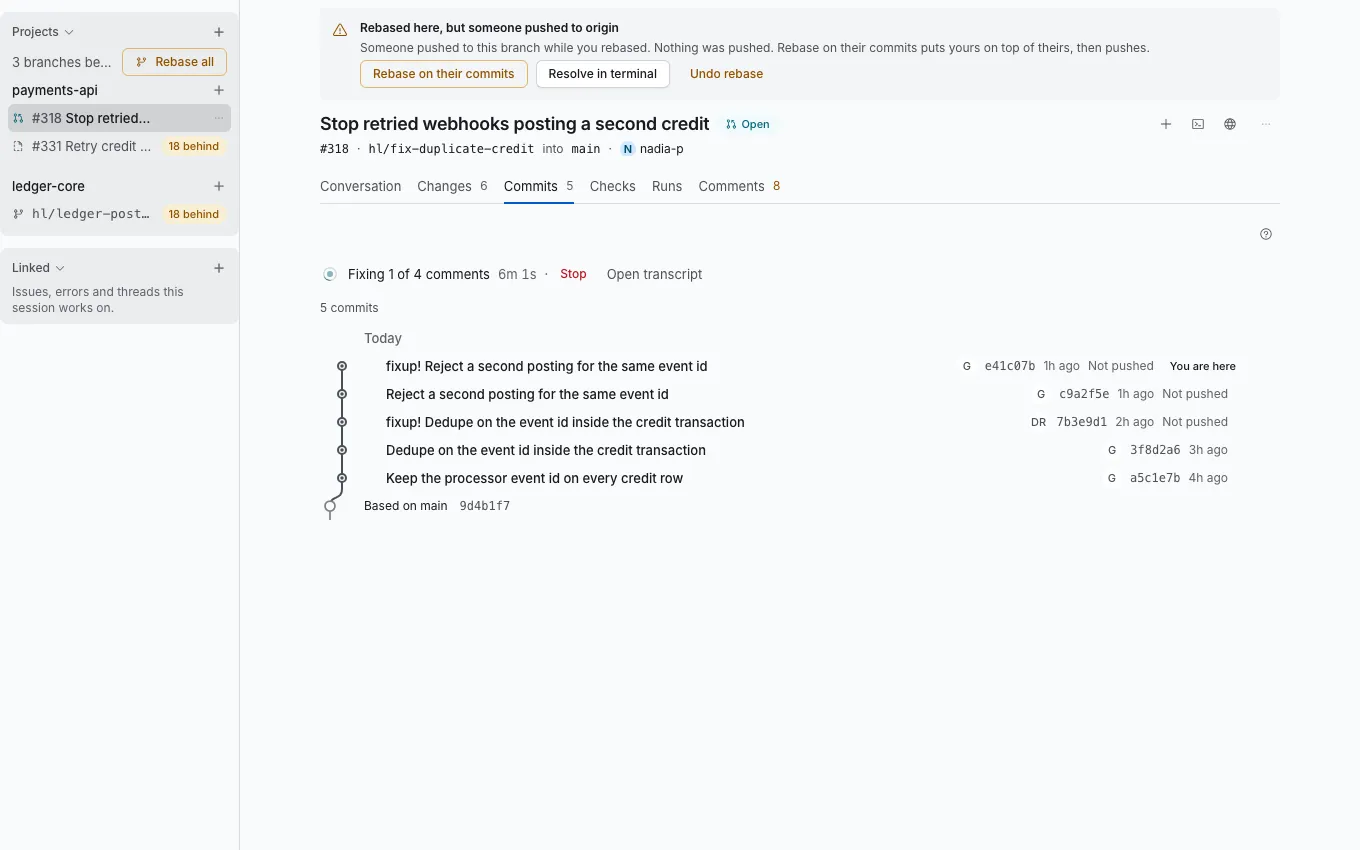 Projects
3 branches be... Rebase all
payments-api
#318 Stop retried...
#331 Retry credit ... 18 behind
ledger-core
hl/ledger-post... 18 behind
Linked
Issues, errors and threads this
session works on.
Rebased here, but someone pushed to origin
Someone pushed to this branch while you rebased. Nothing was pushed. Rebase on their commits puts yours on top of theirs, then pushes.
Rebase on their commits Resolve in terminal Undo rebase
Stop retried webhooks posting a second credit Open
#318 · hl/fix-duplicate-credit into main · N nadia-p
Conversation Changes 6 Commits 5 Checks Runs Comments 8
Fixing 1 of 4 comments 6m 1s · Stop Open transcript
5 commits
Today
fixup! Reject a second posting for the same event id G e41c07b 1h ago Not pushed You are here
Reject a second posting for the same event id G c9a2f5e 1h ago Not pushed
fixup! Dedupe on the event id inside the credit transaction DR 7b3e9d1 2h ago Not pushed
Dedupe on the event id inside the credit transaction G 3f8d2a6 3h ago
Keep the processor event id on every credit row G a5c1e7b 4h ago
Based on main 9d4b1f7